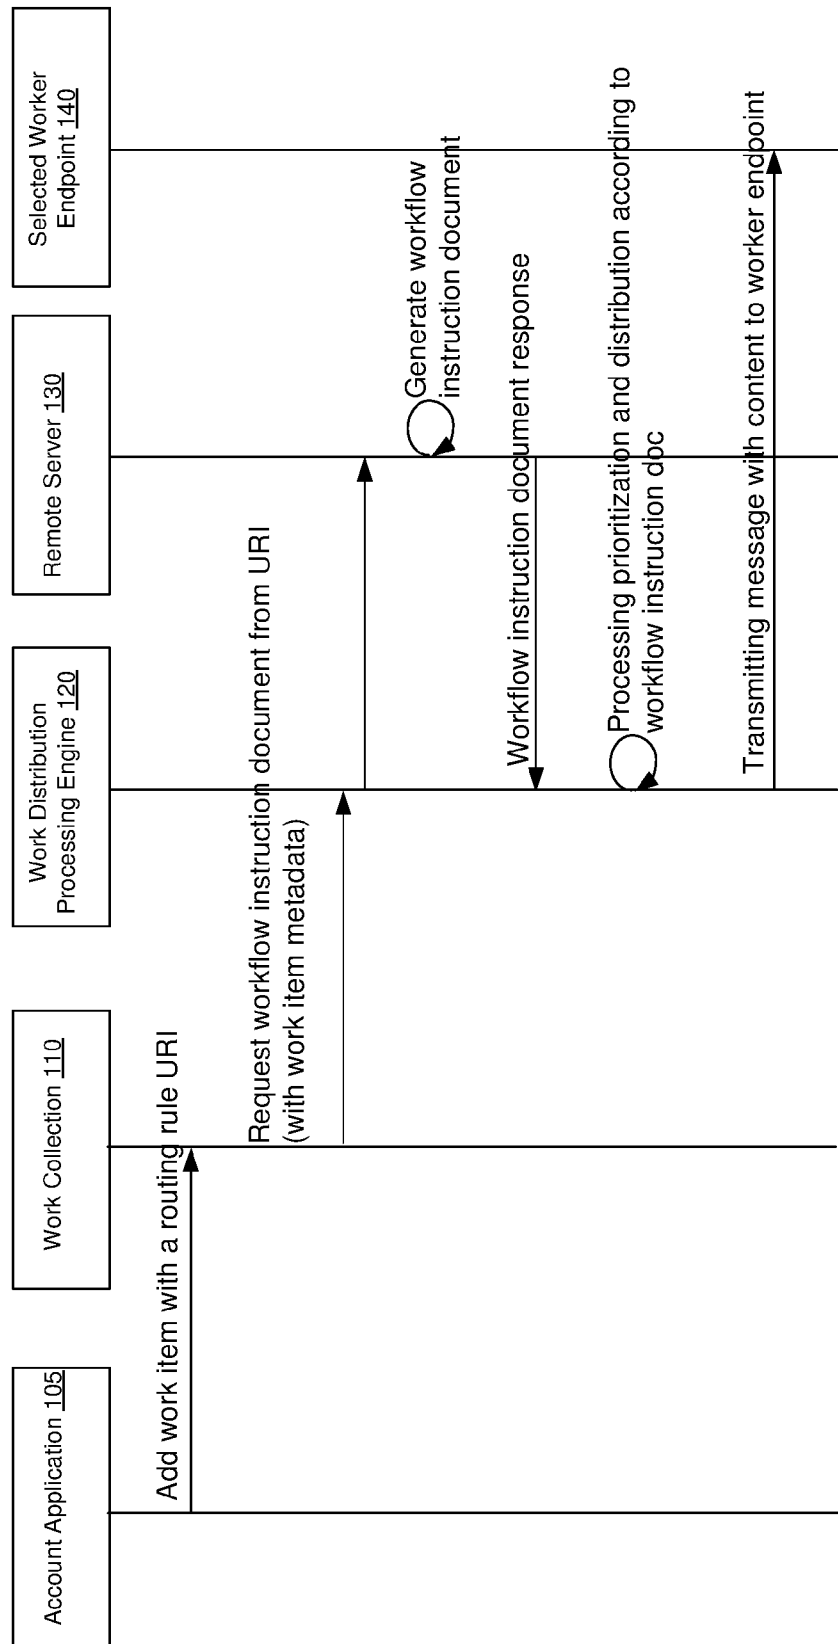 Account Application 105
Work Collection 110
Work Distribution
Processing Engine 120
Remote Server 130
Selected Worker
Endpoint 140
Add work item with a routing rule URI
Request workflow instruction document from URI
(with work item metadata)
Generate workflow
instruction document
Workflow instruction document response
Processing prioritization and distribution according to
workflow instruction doc
Transmitting message with content to worker endpoint